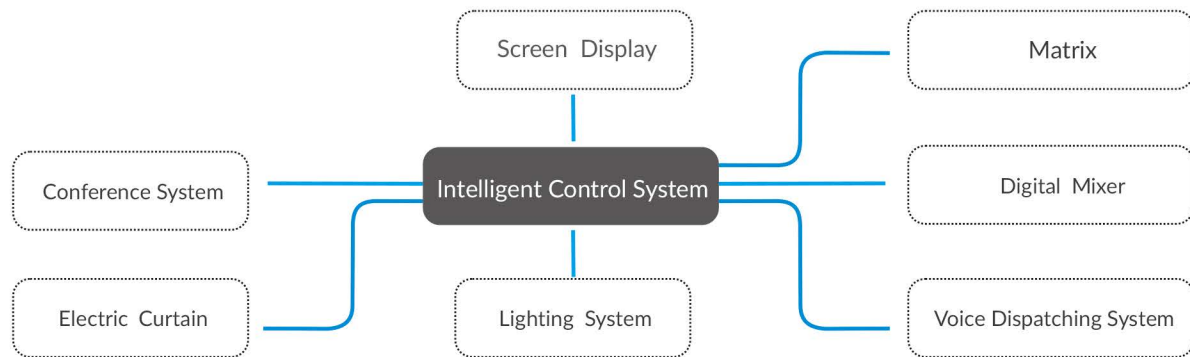 Screen Display
Matrix
Conference System
Intelligent Control System
Digital Mixer
Electric Curtain
Lighting System
Voice Dispatching System